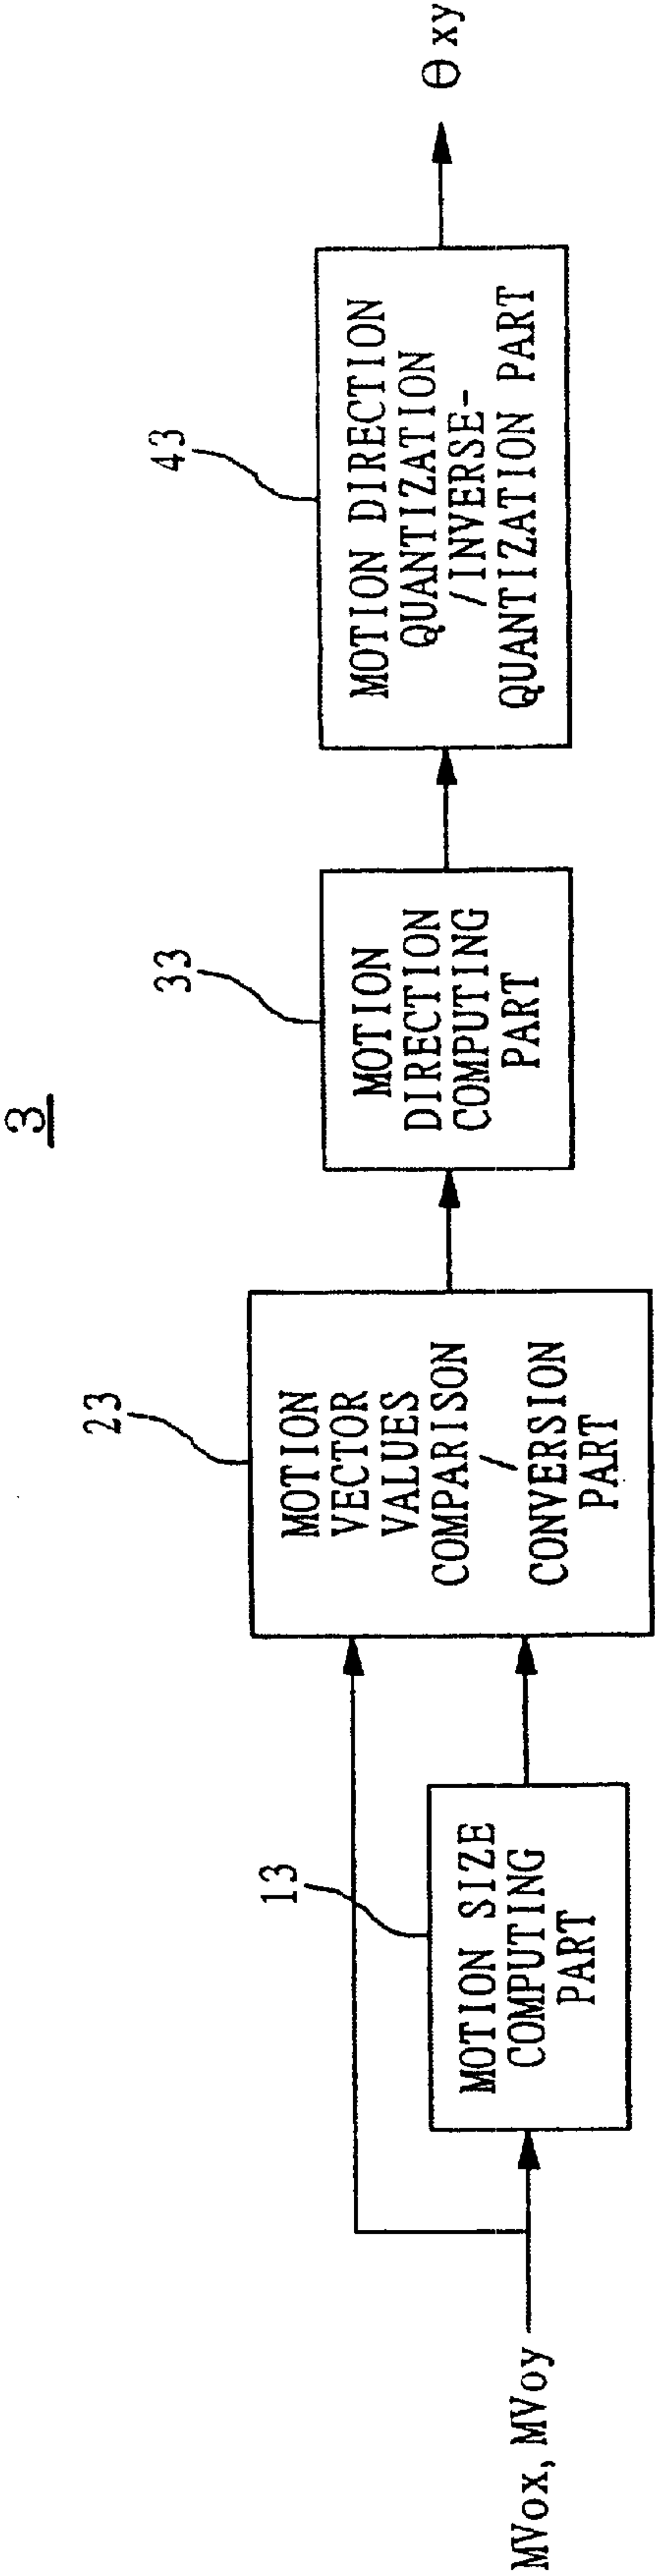 3
MVox, MVoy
13
MOTION SIZE
COMPUTING
PART
23
MOTION
VECTOR
VALUES
COMPARISON
/
CONVERSION
PART
33
MOTION
DIRECTION
COMPUTING
PART
43
MOTION DIRECTION
QUANTIZATION
/INVERSE-
QUANTIZATION PART
θxy